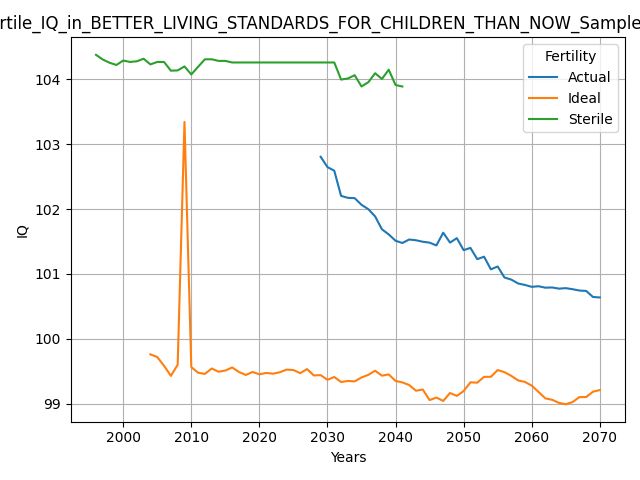 rtile_IQ_in_BETTER_LIVING_STANDARDS_FOR_CHILDREN_THAN_NOW_Sample
Fertility
Actual
Ideal
Sterile
104
103
102
101
100
99
IQ
2000
2010
2020
2030
2040
2050
2060
2070
Years